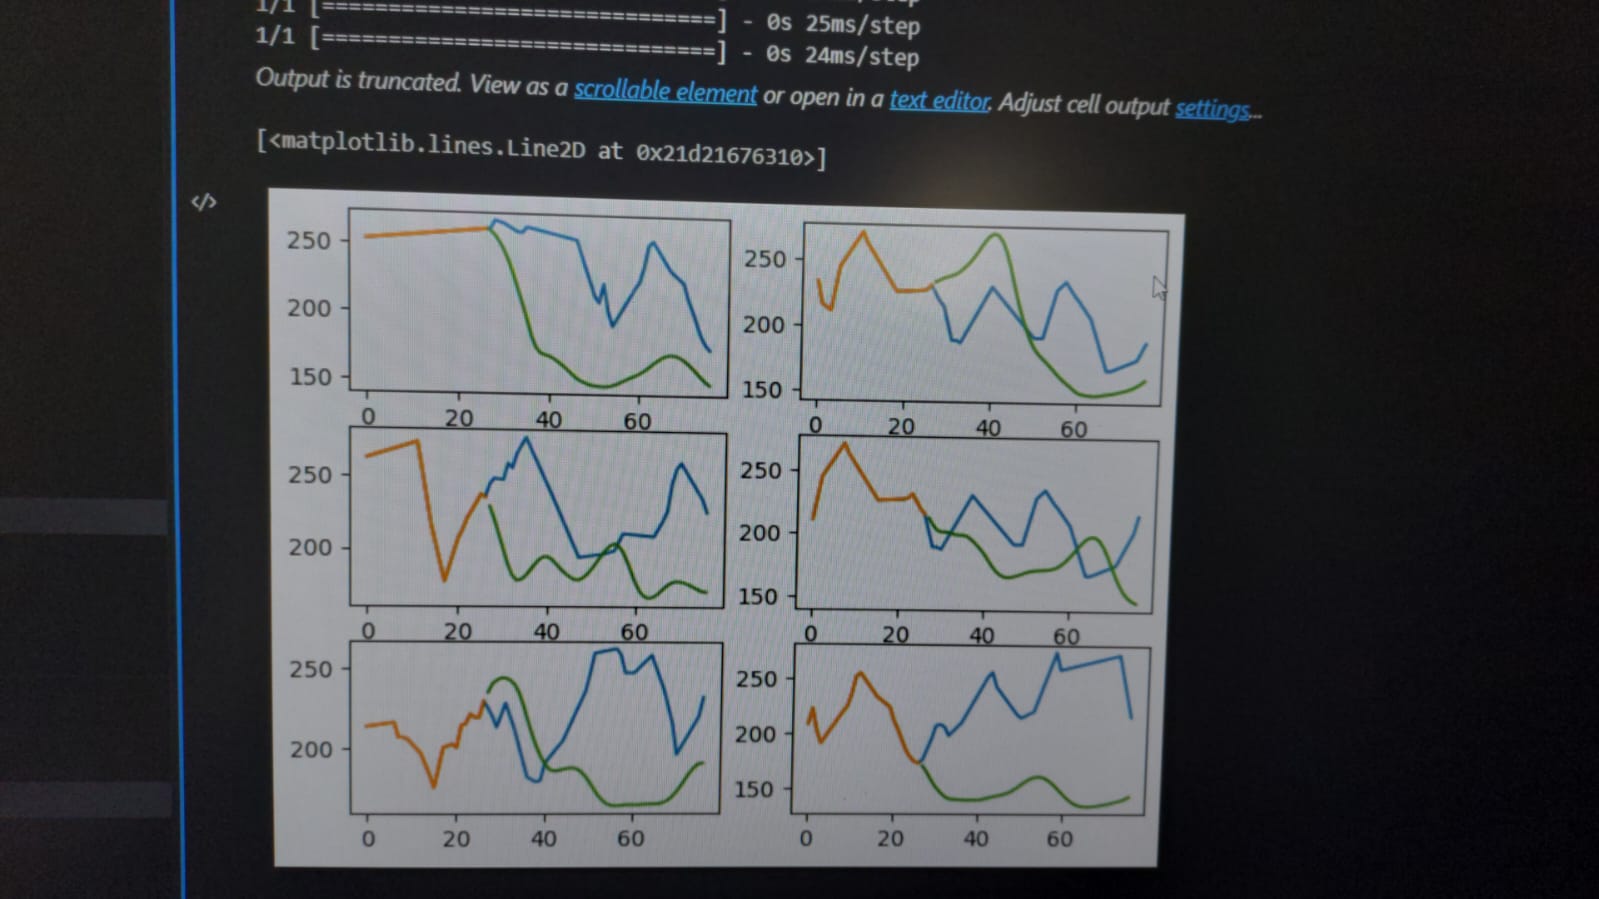 1/1 [==============================] - 0s 25ms/step
1/1 [==============================] - 0s 24ms/step
Output is truncated. View as a scrollable element or open in a text editor. Adjust cell output settings...
[<matplotlib.lines.Line2D at 0x21d21676310>]
</>
250
200
150
0 20 40 60
250
200
150
0 20 40 60
250
200
0 20 40 60
250
200
150
0 20 40 60
250
200
0 20 40 60
250
200
150
0 20 40 60